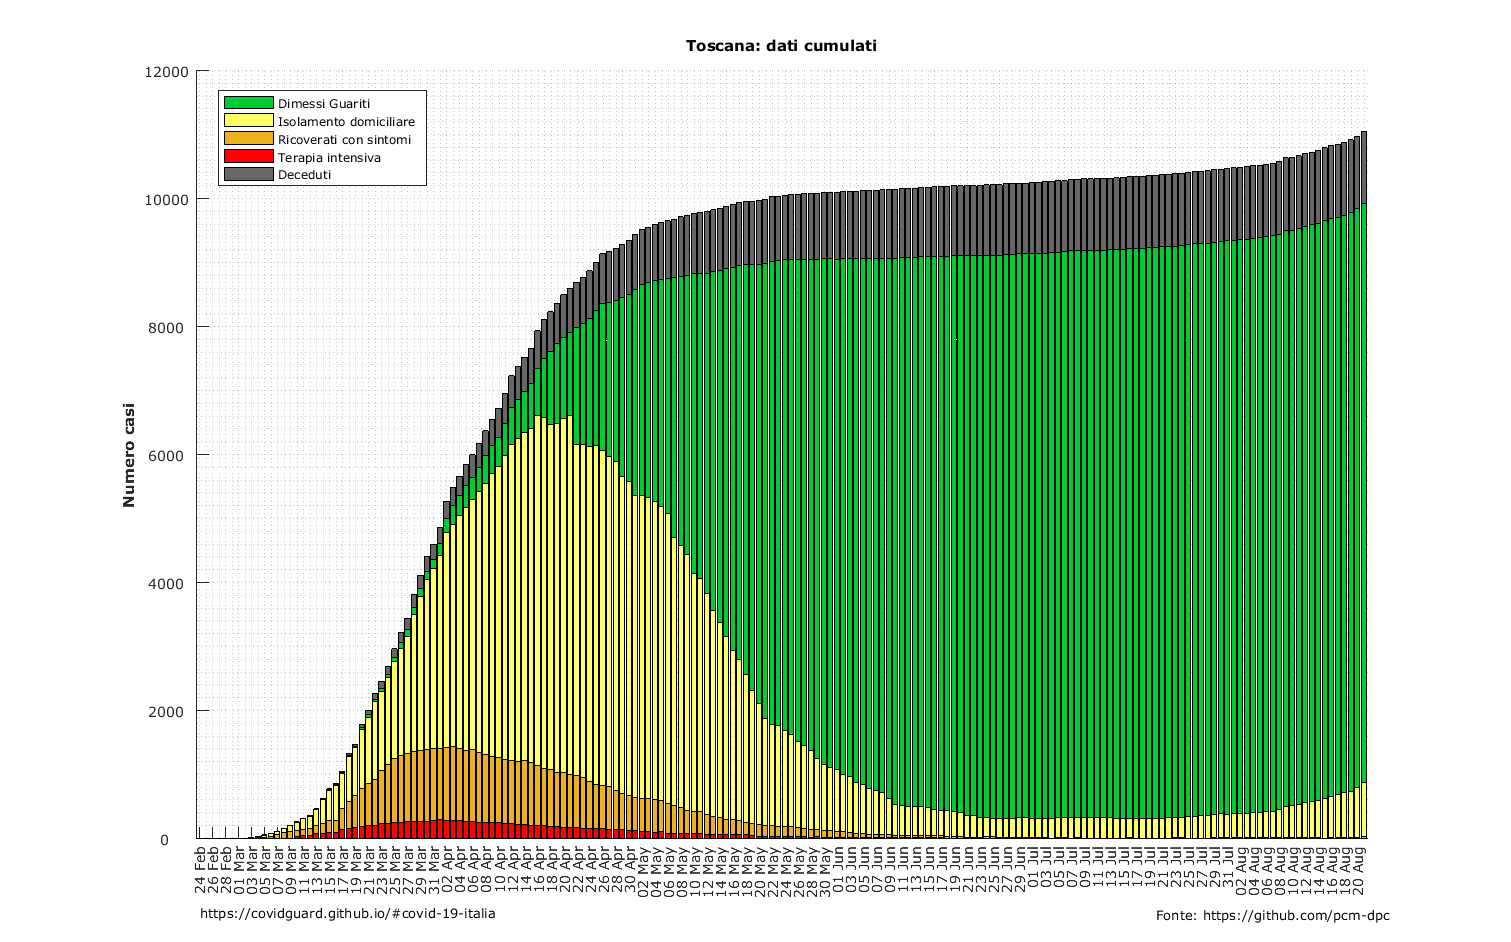 Toscana: dati cumulati
12000
10000
8000
6000
4000
2000
0
Numero casi
Dimessi Guariti
Isolamento domiciliare
Ricoverati con sintomi
Terapia intensiva
Deceduti
24 Feb
26 Feb
28 Feb
01 Mar
03 Mar
05 Mar
07 Mar
09 Mar
11 Mar
13 Mar
15 Mar
17 Mar
19 Mar
21 Mar
23 Mar
25 Mar
27 Mar
29 Mar
31 Mar
02 Apr
04 Apr
06 Apr
08 Apr
10 Apr
12 Apr
14 Apr
16 Apr
18 Apr
20 Apr
22 Apr
24 Apr
26 Apr
28 Apr
30 Apr
02 May
04 May
06 May
08 May
10 May
12 May
14 May
16 May
18 May
20 May
22 May
24 May
26 May
28 May
30 May
01 Jun
03 Jun
05 Jun
07 Jun
09 Jun
11 Jun
13 Jun
15 Jun
17 Jun
19 Jun
21 Jun
23 Jun
25 Jun
27 Jun
29 Jun
01 Jul
03 Jul
05 Jul
07 Jul
09 Jul
11 Jul
13 Jul
15 Jul
17 Jul
19 Jul
21 Jul
23 Jul
25 Jul
27 Jul
29 Jul
31 Jul
02 Aug
04 Aug
06 Aug
08 Aug
10 Aug
12 Aug
14 Aug
16 Aug
18 Aug
20 Aug
https://covidguard.github.io/#covid-19-italia
Fonte: https://github.com/pcm-dpc